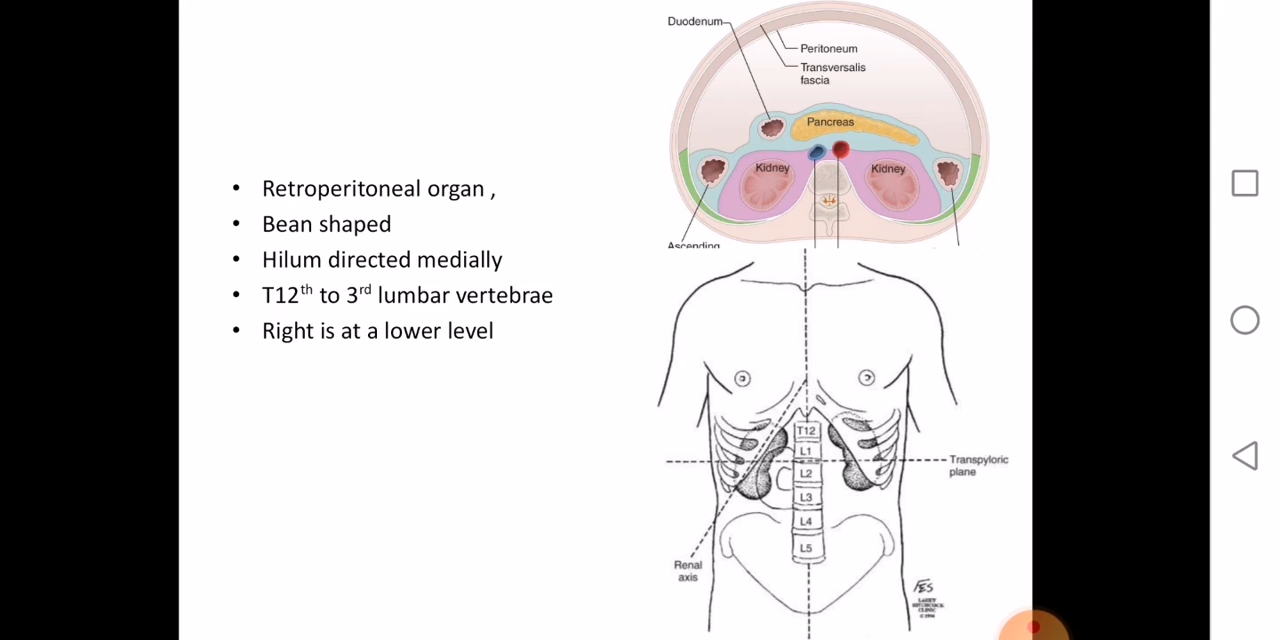 • Retroperitoneal organ ,
• Bean shaped
• Hilum directed medially
• T12th to 3rd lumbar vertebrae
• Right is at a lower level
Duodenum
Peritoneum
Transversalis
fascia
Pancreas
Kidney
Kidney
Ascending
T12
L1
L2
L3
L4
L5
Transpyloric
plane
Renal
axis
FES
CLINIC